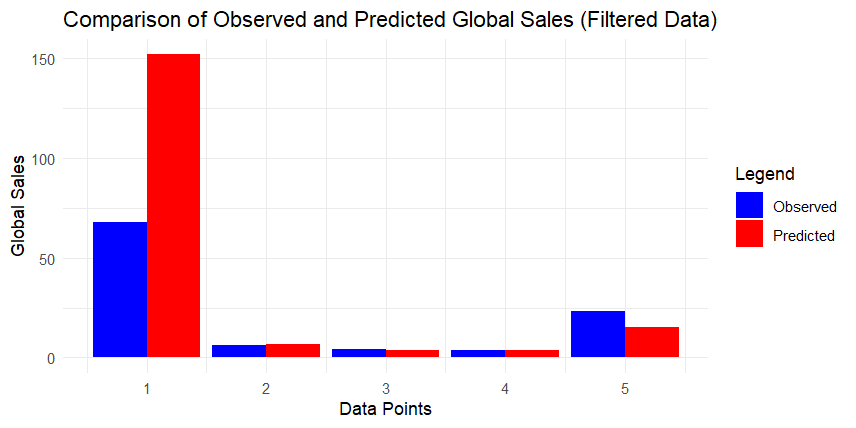 Comparison of Observed and Predicted Global Sales (Filtered Data)
Global Sales
150
100
50
0
1 2 3 4 5
Data Points
Legend
Observed
Predicted